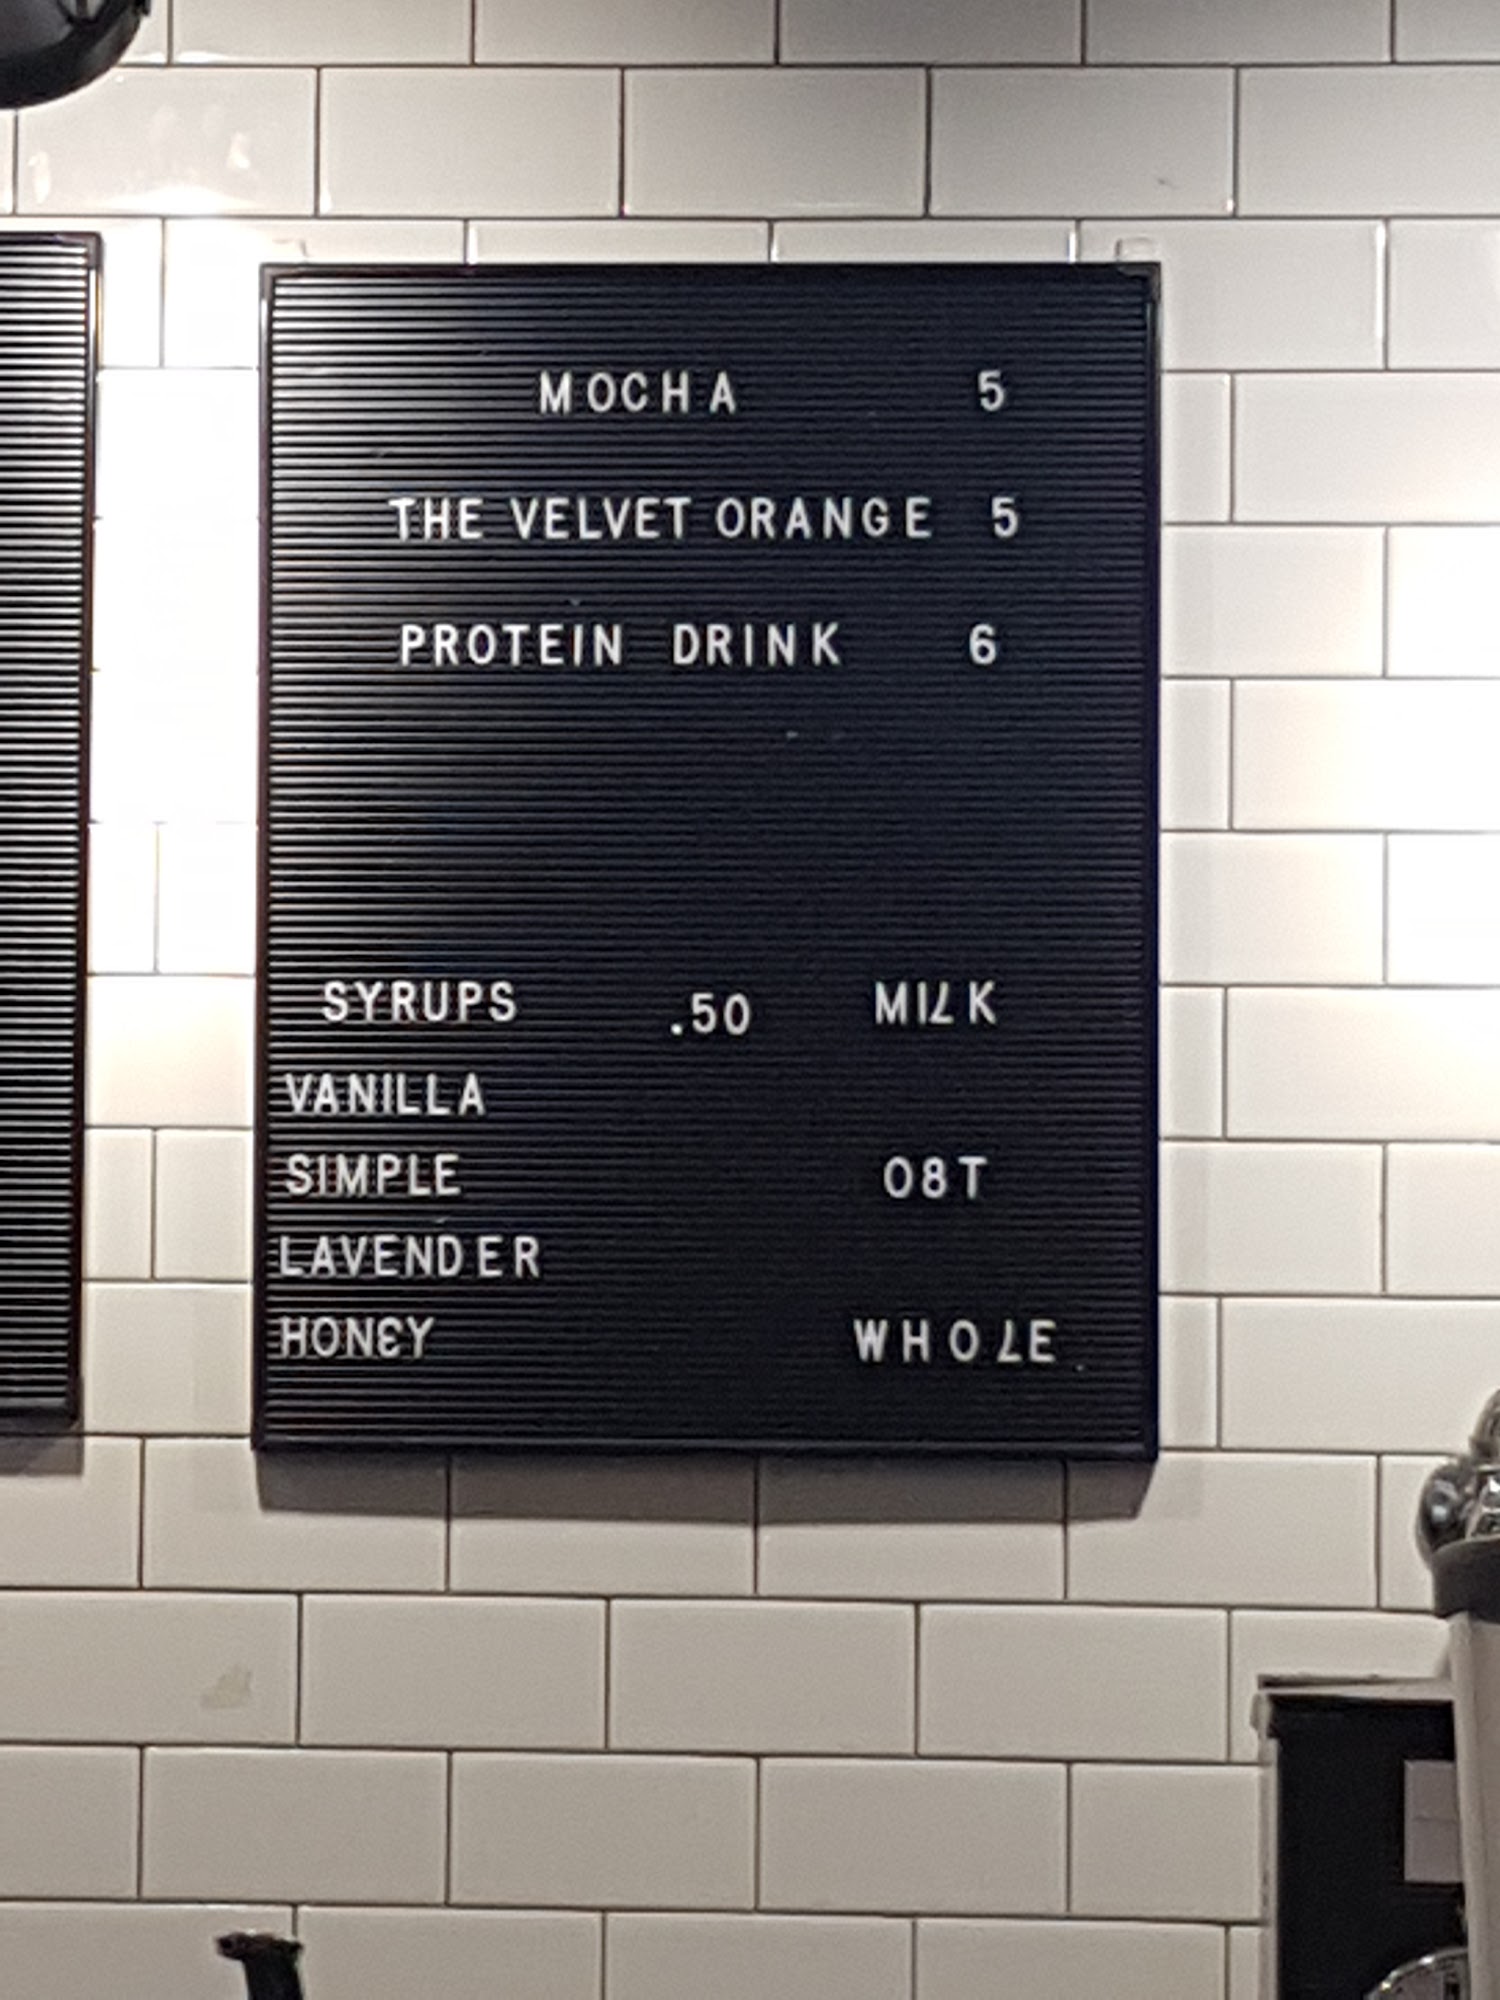 MOCHA 5
THE VELVET ORANGE 5
PROTEIN DRINK 6
SYRUPS .50 MILK
VANILLA
SIMPLE O8T
LAVENDER
HONEY WHOLE